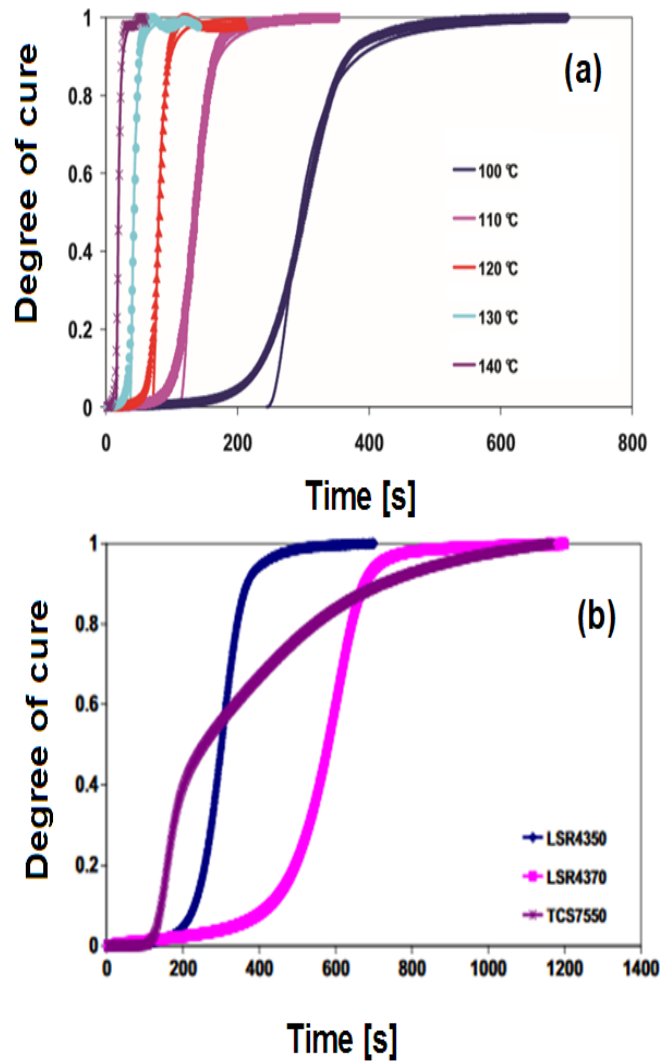 1
(a)
0.8
100 °C
0.6
110 °C
0.4
120 °C
0.2
130 °C
140 °C
0
0 200 400 600 800
Degree of cure
Time [s]
1
(b)
0.8
0.6
0.4
LSR4350
0.2
LSR4370
TCS7550
0
0 200 400 600 800 1000 1200 1400
Degree of cure
Time [s]